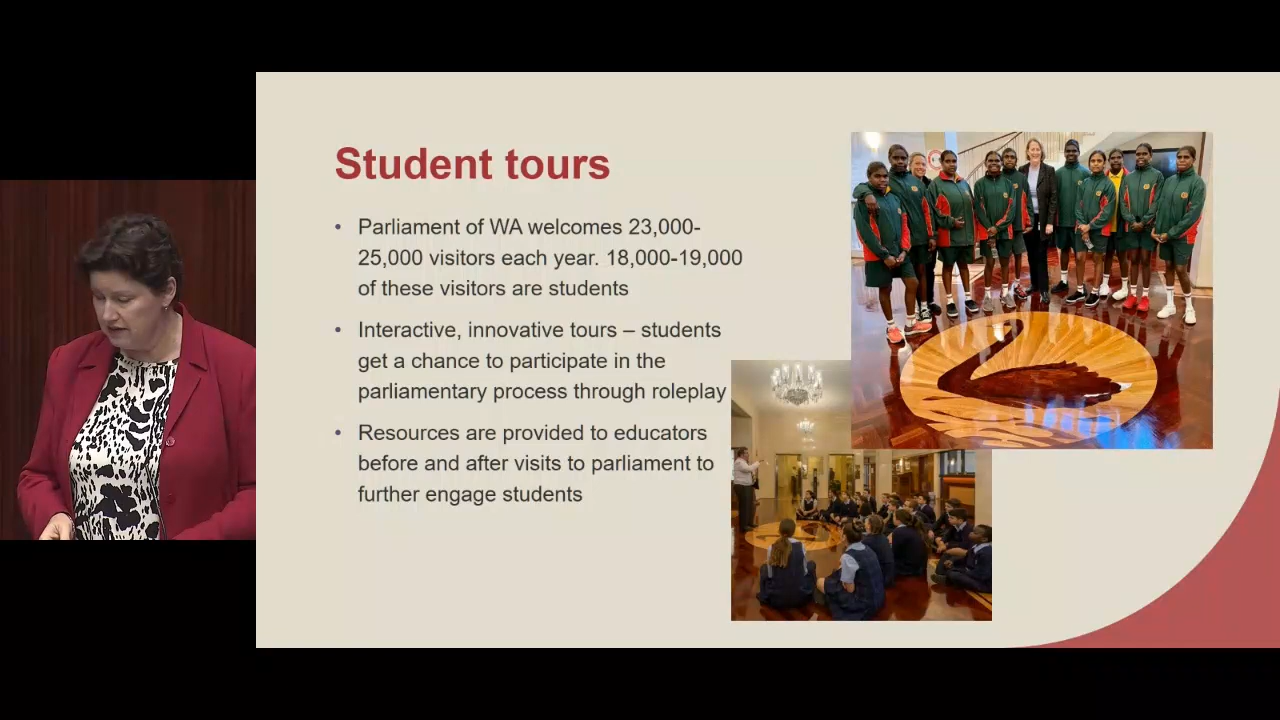 Student tours
• Parliament of WA welcomes 23,000-
25,000 visitors each year. 18,000-19,000
of these visitors are students
• Interactive, innovative tours – students
get a chance to participate in the
parliamentary process through roleplay
• Resources are provided to educators
before and after visits to parliament to
further engage students